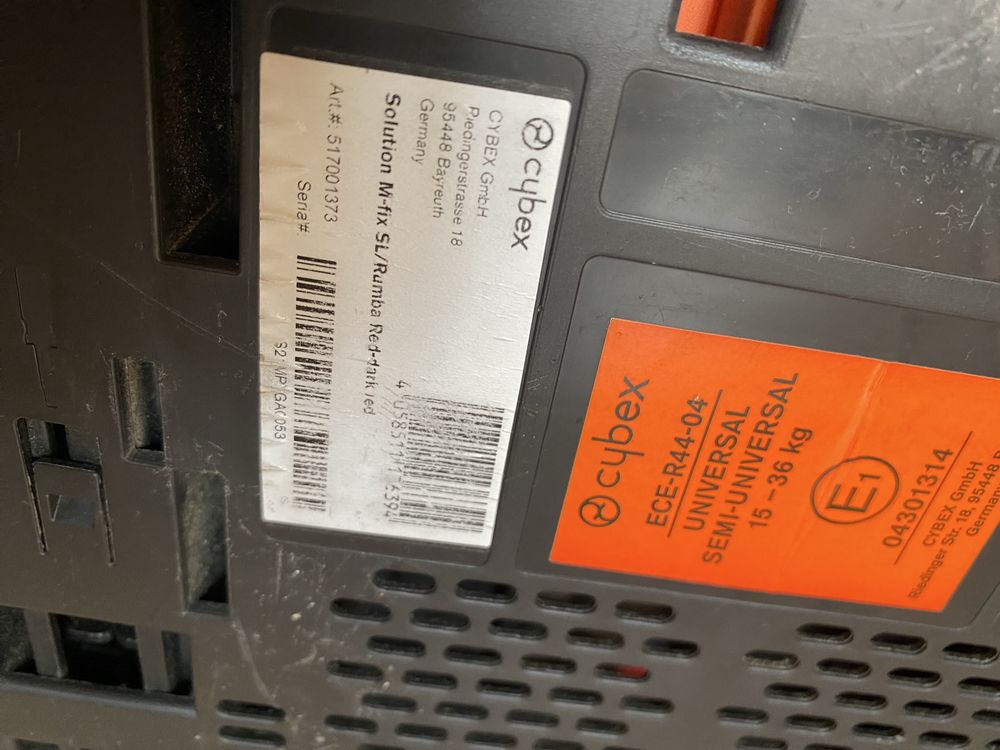 cybex
CYBEX GmbH
Riedingerstrasse 18
95448 Bayreuth
Germany
Solution M-fix SL/Rumba Red-dark red
Art.#: 517001373
Serial#:
cybex
ECE-R44-04
UNIVERSAL
SEMI-UNIVERSAL
15 - 36 kg
E1
04301314
CYBEX GmbH
Riedinger Str. 18, 95448
Germany